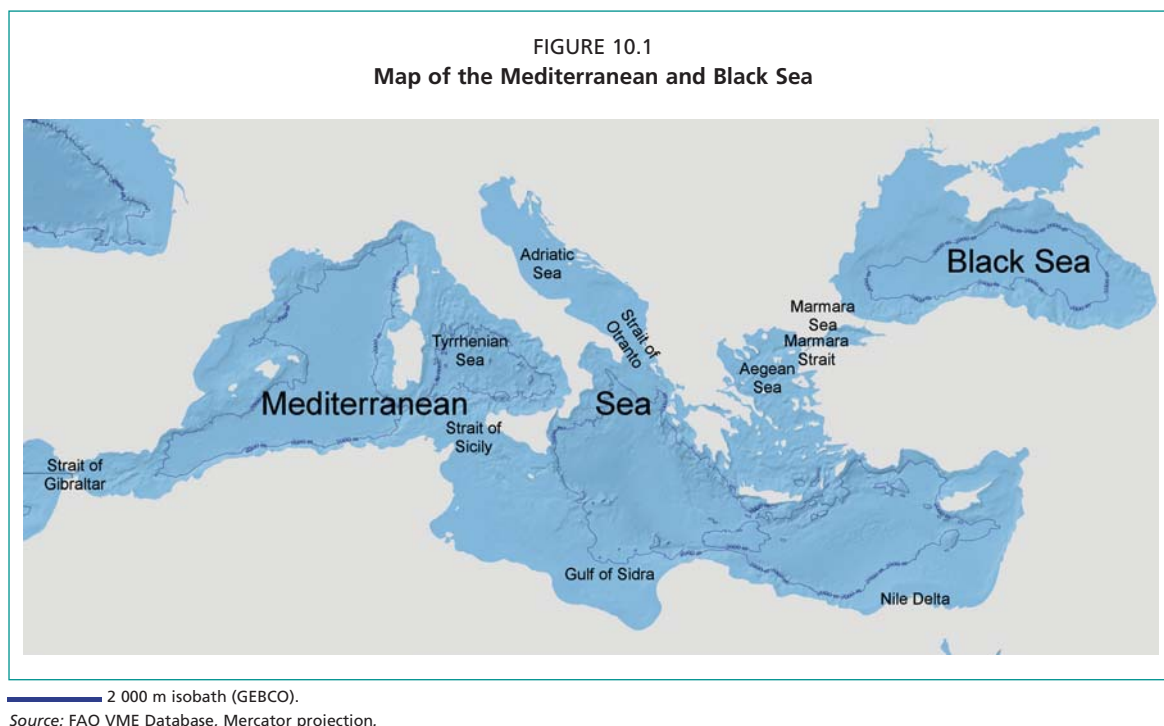 FIGURE 10.1
Map of the Mediterranean and Black Sea
Adriatic
Sea
Black Sea
Marmara
Sea
Marmara
Strait
Strait of
Otranto
Tyrrhenian
Sea
Aegean
Sea
Mediterranean
Sea
Strait of
Sicily
Strait of
Gibraltar
Gulf of Sidra
Nile Delta
2 000 m isobath (GEBCO).
Source: FAO VME Database. Mercator projection.